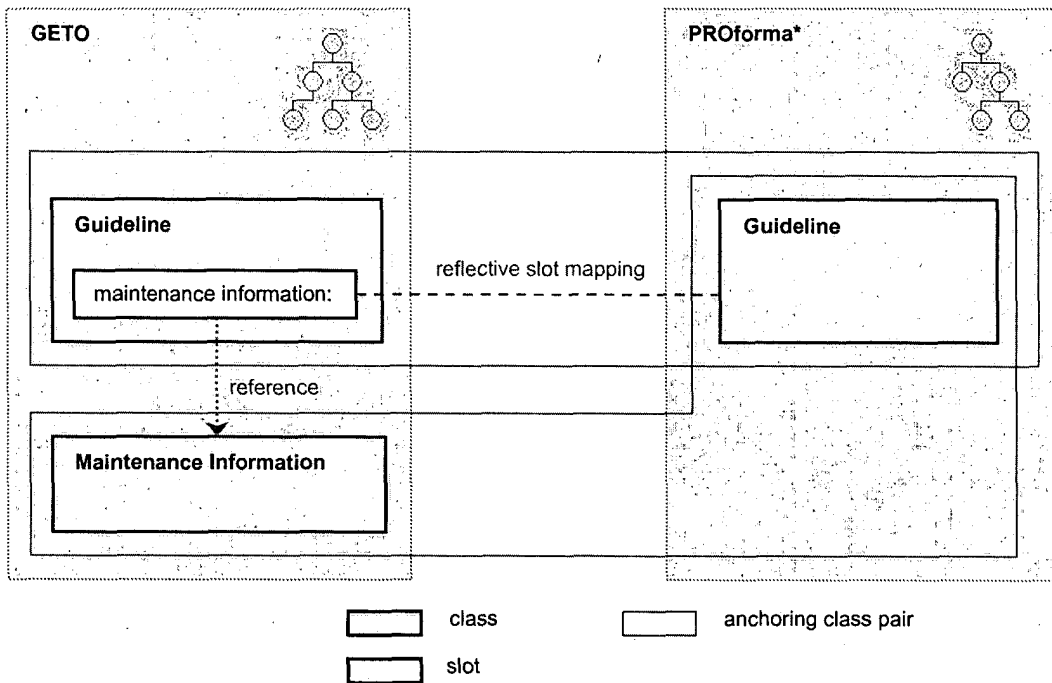 GETO
PROforma*
Guideline
Guideline
reflective slot mapping
maintenance information:
reference
Maintenance Information
class
anchoring class pair
slot